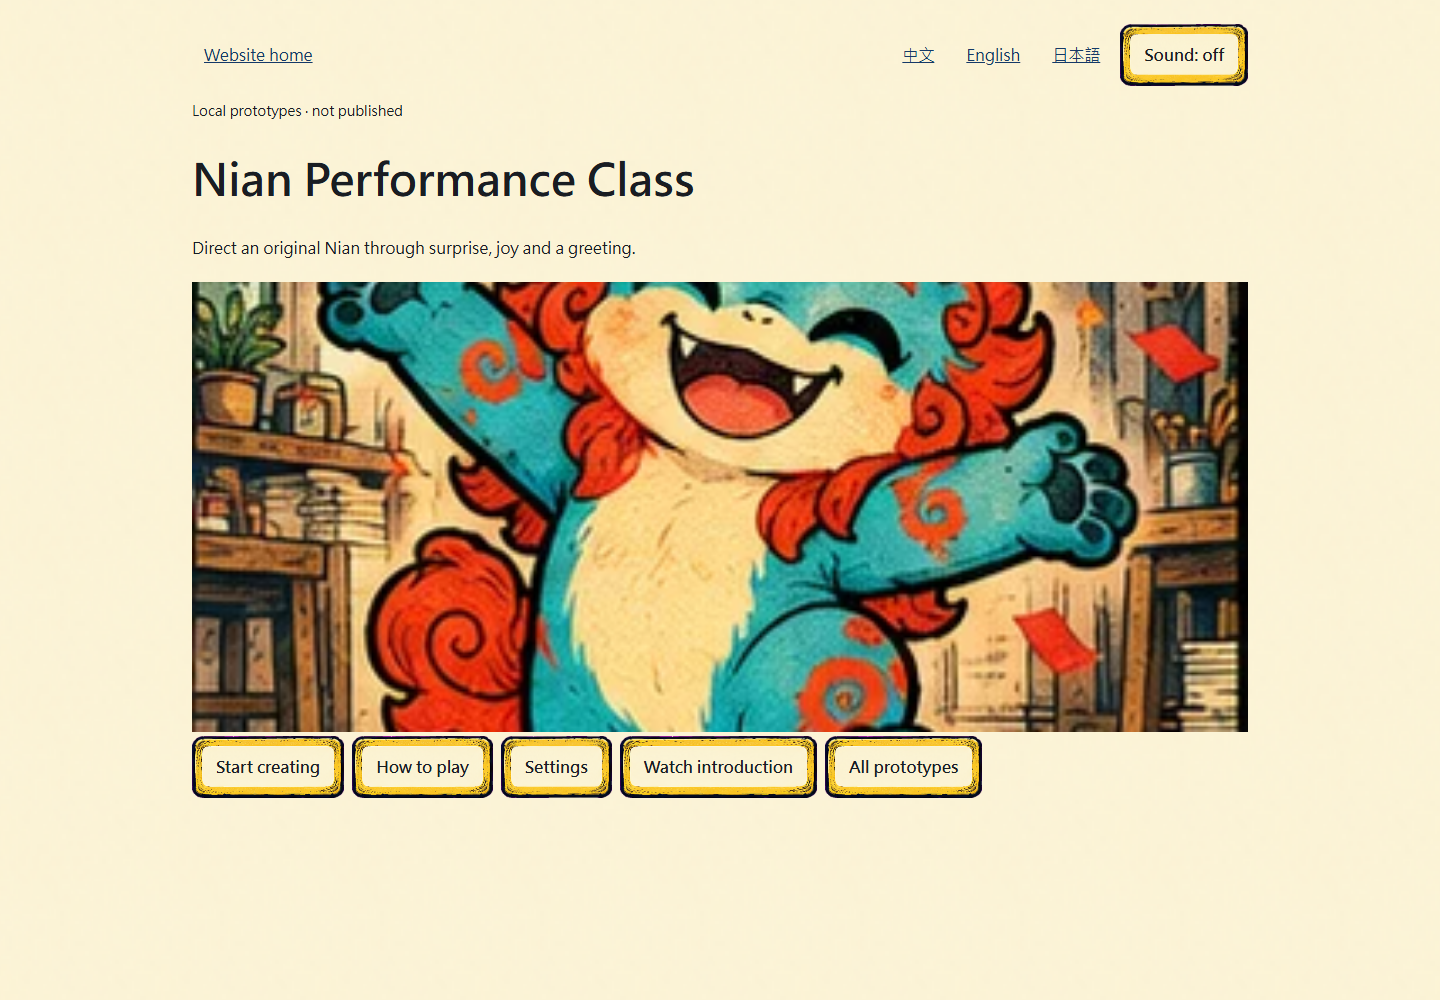 Website home
中文
English
日本語
Sound: off
Local prototypes · not published
Nian Performance Class
Direct an original Nian through surprise, joy and a greeting.
Start creating
How to play
Settings
Watch introduction
All prototypes